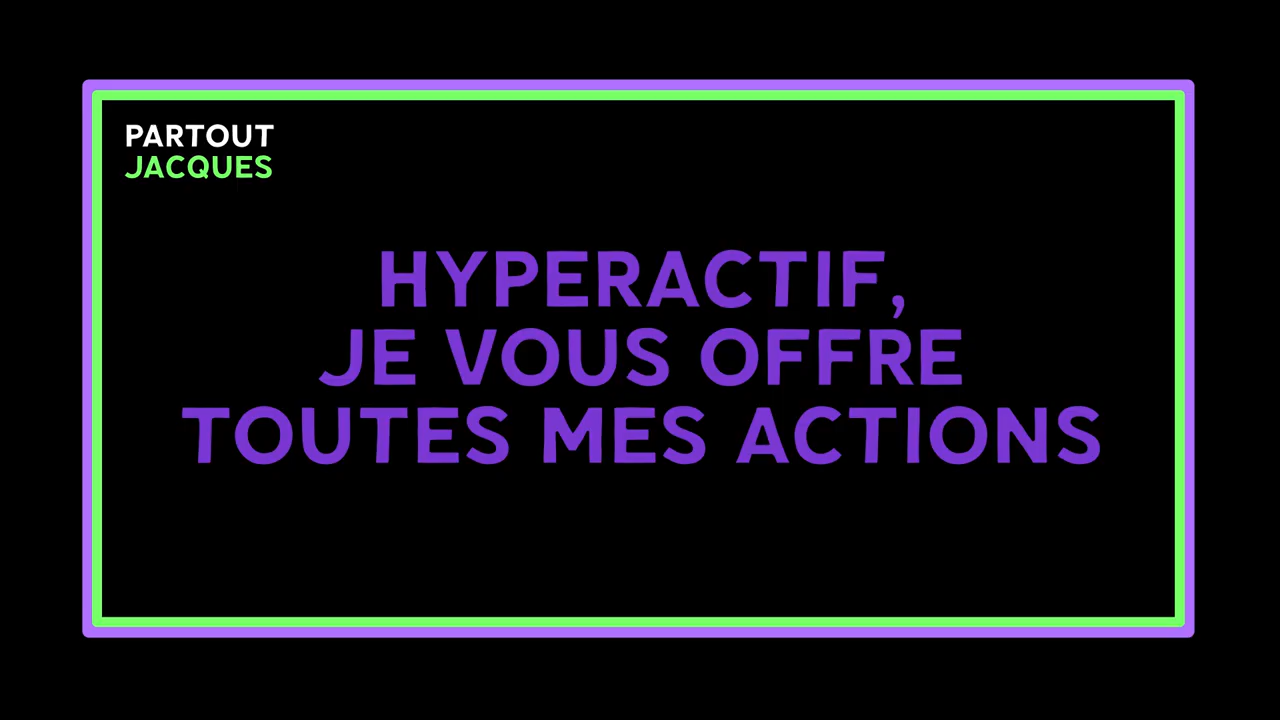 PARTOUT
JACQUES
HYPERACTIF,
JE VOUS OFFRE
TOUTES MES ACTIONS